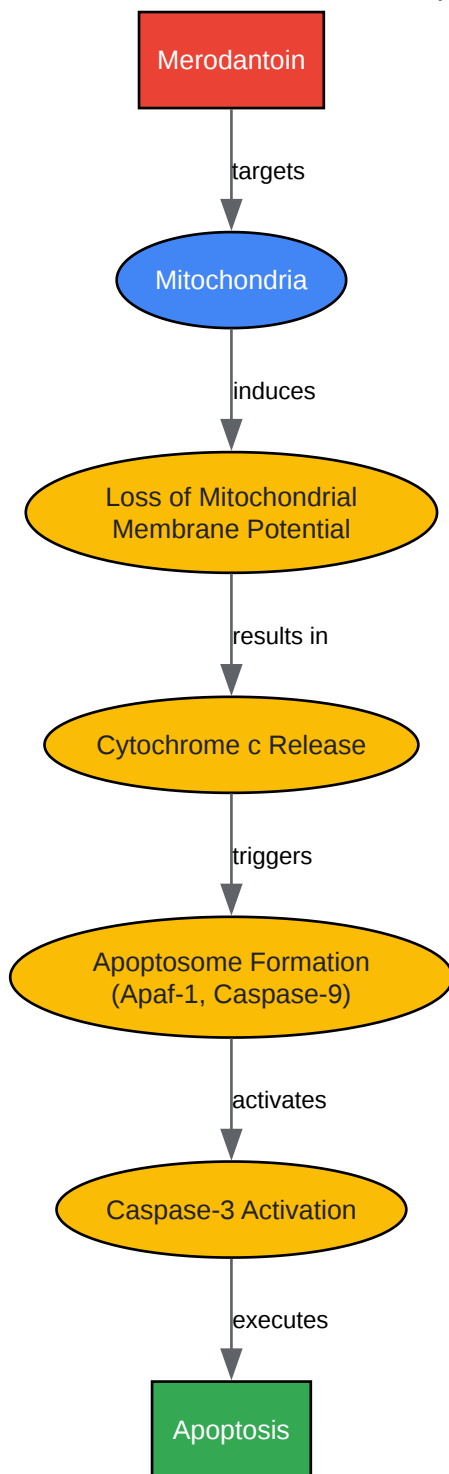 Merodantoin
targets
Mitochondria
induces
Loss of Mitochondrial
Membrane Potential
results in
Cytochrome c Release
triggers
Apoptosome Formation
(Apaf-1, Caspase-9)
activates
Caspase-3 Activation
executes
Apoptosis